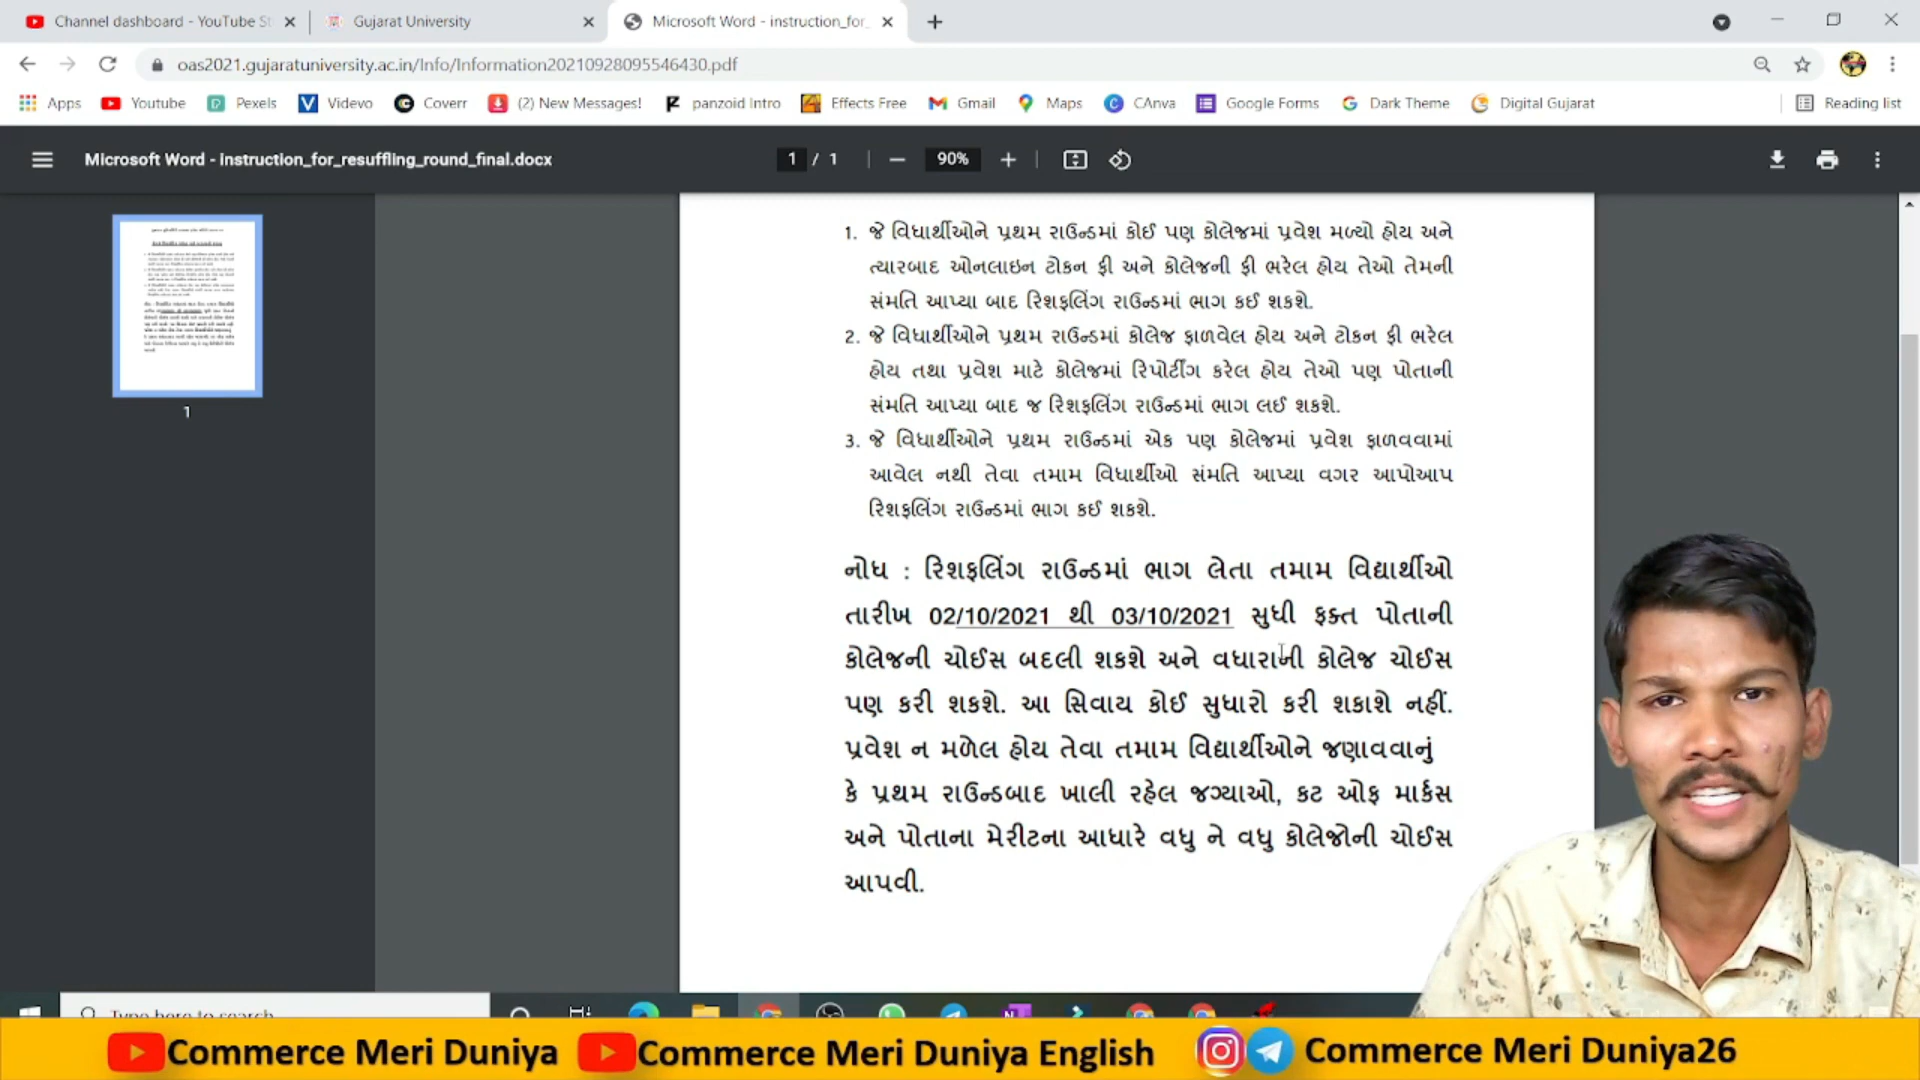 Channel dashboard - YouTube St
Gujarat University
Microsoft Word - instruction_for_
oas2021.gujaratuniversity.ac.in/Info/Information20210928095546430.pdf
Apps Youtube Pexels Videvo Coverr (2) New Messages! panzoid Intro Effects Free Gmail Maps CAnva Google Forms Dark Theme Digital Gujarat Reading list
Microsoft Word - instruction_for_resuffling_round_final.docx
1 / 1
90%
1
1. જે વિધાર્થીઓને પ્રથમ રાઉન્ડમાં કોઈ પણ કોલેજમાં પ્રવેશ મળ્યો હોય અને
ત્યારબાદ ઓનલાઇન ટોકન ફી અને કોલેજની ફી ભરેલ હોય તેઓ તેમની
સંમતિ આપ્યા બાદ રિશફલિંગ રાઉન્ડમાં ભાગ કઈ શકશે.
2. જે વિધાર્થીઓને પ્રથમ રાઉન્ડમાં કોલેજ ફાળવેલ હોય અને ટોકન ફી ભરેલ
હોય તથા પ્રવેશ માટે કોલેજમાં રિપોર્ટીંગ કરેલ હોય તેઓ પણ પોતાની
સંમતિ આપ્યા બાદ જ રિશફલિંગ રાઉન્ડમાં ભાગ લઈ શકશે.
3. જે વિધાર્થીઓને પ્રથમ રાઉન્ડમાં એક પણ કોલેજમાં પ્રવેશ ફાળવવામાં
આવેલ નથી તેવા તમામ વિધાર્થીઓ સંમતિ આપ્યા વગર આપોઆપ
રિશફલિંગ રાઉન્ડમાં ભાગ કઈ શકશે.
નોધ : રિશફલિંગ રાઉન્ડમાં ભાગ લેતા તમામ વિદ્યાર્થીઓ
તારીખ 02/10/2021 થી 03/10/2021 સુધી ફક્ત પોતાની
કોલેજની ચોઈસ બદલી શકશે અને વધારાની કોલેજ ચોઈસ
પણ કરી શકશે. આ સિવાય કોઈ સુધારો કરી શકાશે નહીં.
પ્રવેશ ન મળેલ હોય તેવા તમામ વિદ્યાર્થીઓને જણાવવાનું
કે પ્રથમ રાઉન્ડબાદ ખાલી રહેલ જગ્યાઓ, કટ ઓફ માર્કસ
અને પોતાના મેરીટના આધારે વધુ ને વધુ કોલેજોની ચોઈસ
આપવી.
Type here to search
Commerce Meri Duniya Commerce Meri Duniya English Commerce Meri Duniya26